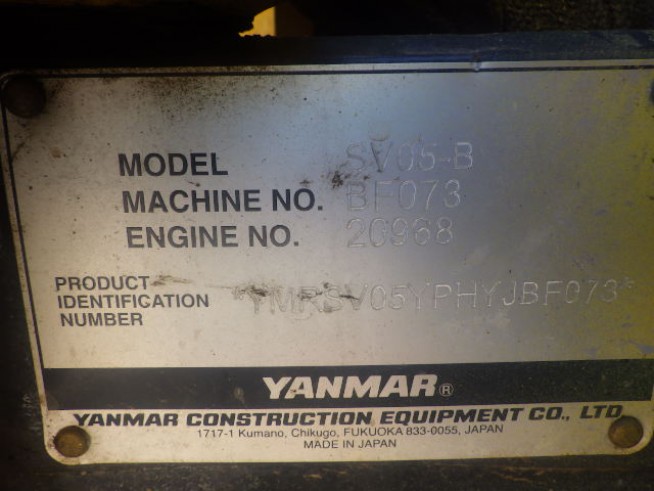 MODEL SV05-B
MACHINE NO. BF073
ENGINE NO. 26968
PRODUCT
IDENTIFICATION *YMRSV05YPHYJBF073*
NUMBER
YANMAR®
YANMAR CONSTRUCTION EQUIPMENT CO., LTD.
1717-1 Kumano, Chikugo, FUKUOKA 833-0055, JAPAN
MADE IN JAPAN